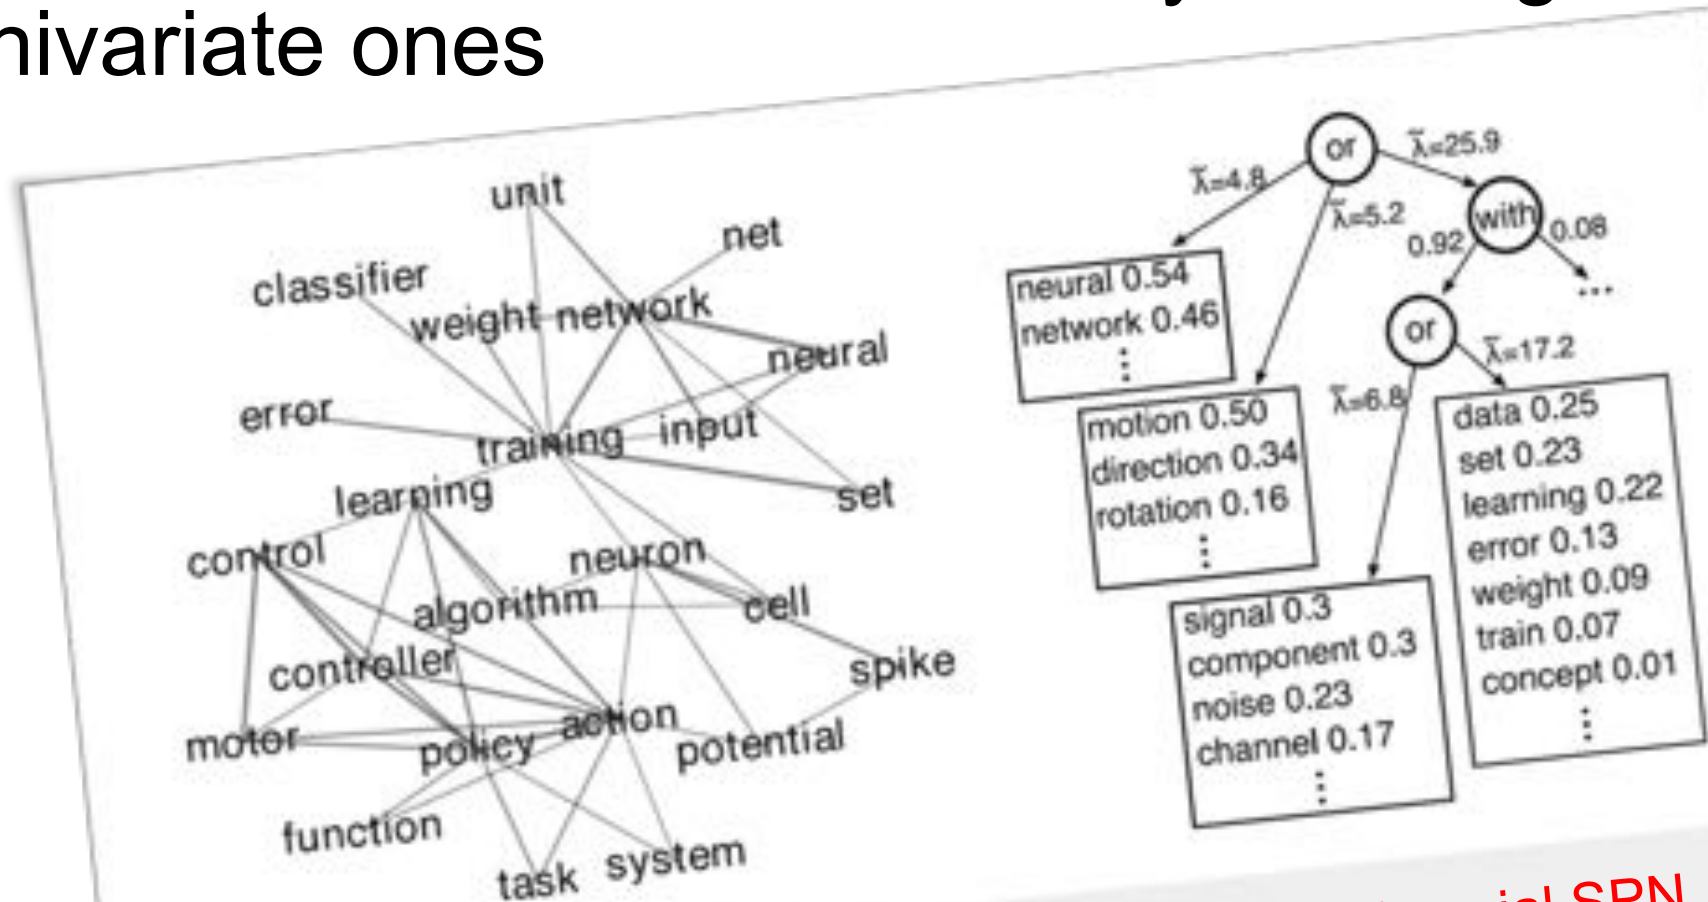 nivariate ones
unit
net
classifier
weight network
neural
error
training input
set
learning
control
neuron
algorithm
cell
controller
spike
action
motor
policy
potential
function
task system
or
λ̅=4.8
λ̅=25.9
λ̅=5.2
with
0.92
0.08
...
neural 0.54
network 0.46
⋮
motion 0.50
direction 0.34
rotation 0.16
⋮
or
λ̅=6.8
λ̅=17.2
signal 0.3
component 0.3
noise 0.23
channel 0.17
⋮
data 0.25
set 0.23
learning 0.22
error 0.13
weight 0.09
train 0.07
concept 0.01
⋮
SPN